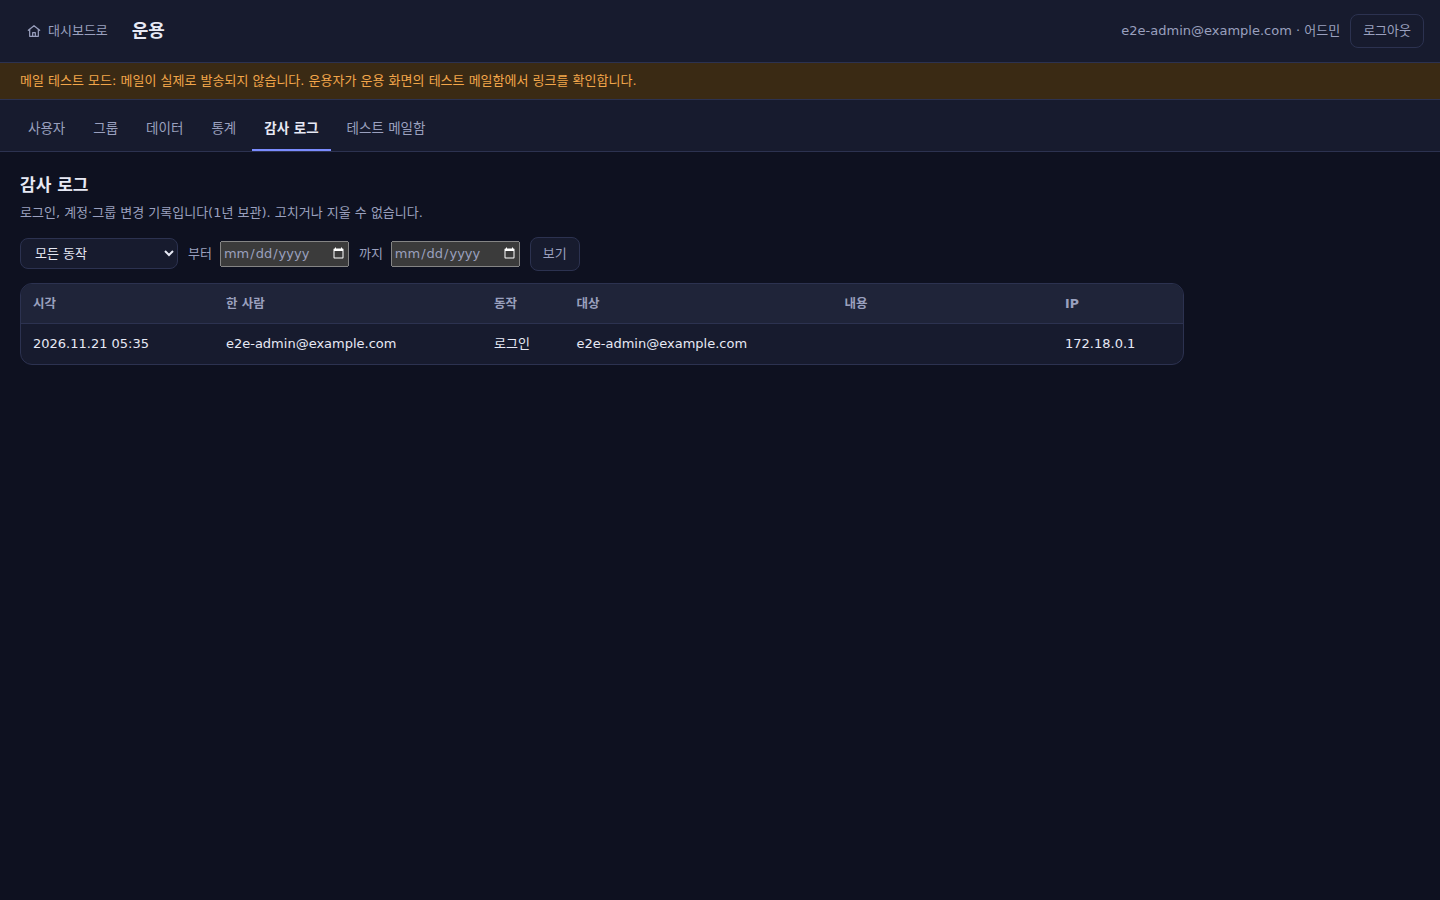 대시보드로 운용 e2e-admin@example.com · 어드민 로그아웃
메일 테스트 모드: 메일이 실제로 발송되지 않습니다. 운용자가 운용 화면의 테스트 메일함에서 링크를 확인합니다.
사용자 그룹 데이터 통계 감사 로그 테스트 메일함
감사 로그
로그인, 계정·그룹 변경 기록입니다(1년 보관). 고치거나 지울 수 없습니다.
모든 동작 부터 mm/dd/yyyy 까지 mm/dd/yyyy 보기
시각 한 사람 동작 대상 내용 IP
2026.11.21 05:35 e2e-admin@example.com 로그인 e2e-admin@example.com 172.18.0.1